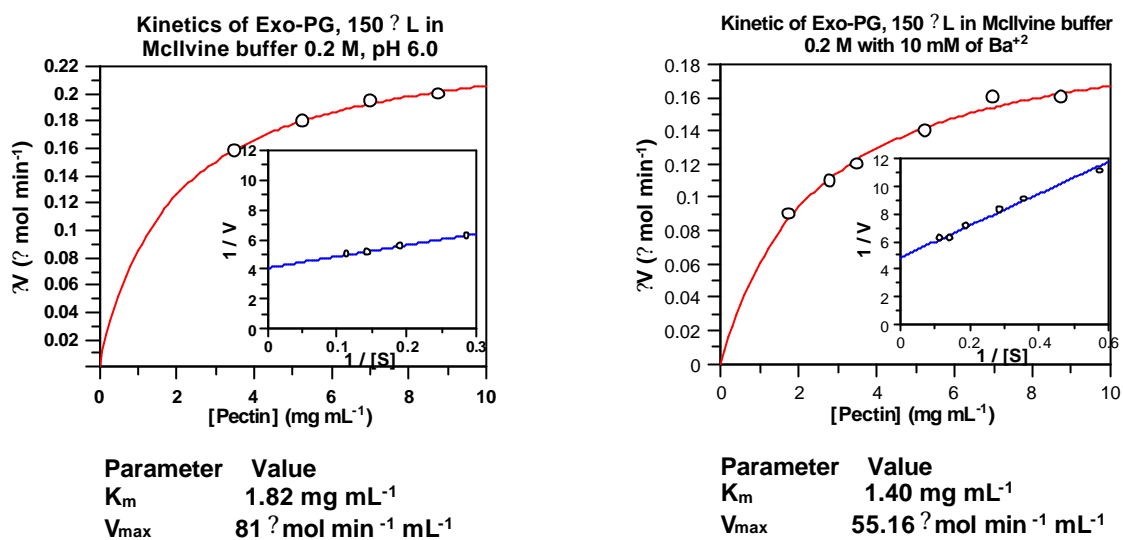 Kinetics of Exo-PG, 150 ? L in
McIlvine buffer 0.2 M, pH 6.0
0.22
0.2
0.18
0.16
0.14
0.12
0.1
0.08
0.06
0.04
0.02
?V (? mol min-1)
0 2 4 6 8 10
[Pectin] (mg mL-1)
12
10
8
6
4
2
0
1 / V
0 0.1 0.2 0.3
1 / [S]
Parameter Value
Km 1.82 mg mL-1
Vmax 81 ? mol min -1 mL-1
Kinetic of Exo-PG, 150 ? L in McIlvine buffer
0.2 M with 10 mM of Ba+2
0.18
0.16
0.14
0.12
0.1
0.08
0.06
0.04
0.02
0
?V (? mol min-1)
0 2 4 6 8 10
[Pectin] (mg mL-1)
12
10
8
6
4
2
0
1 / V
0 0.2 0.4 0.6
1 / [S]
Parameter Value
Km 1.40 mg mL-1
Vmax 55.16 ? mol min -1 mL-1